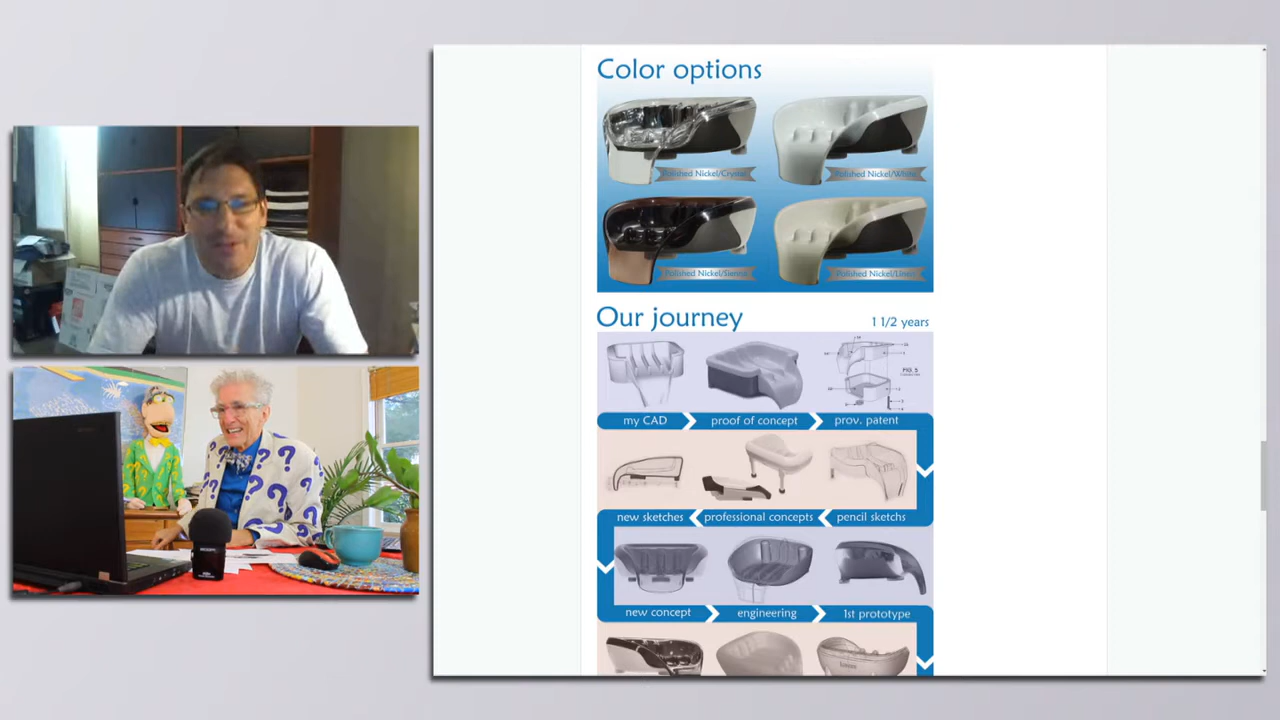 Color options
Polished Nickel/Crystal
Polished Nickel/White
Polished Nickel/Sienna
Polished Nickel/Linen
Our journey
1 1/2 years
FIG. 5
my CAD
proof of concept
prov. patent
new sketches
professional concepts
pencil sketchs
new concept
engineering
1st prototype